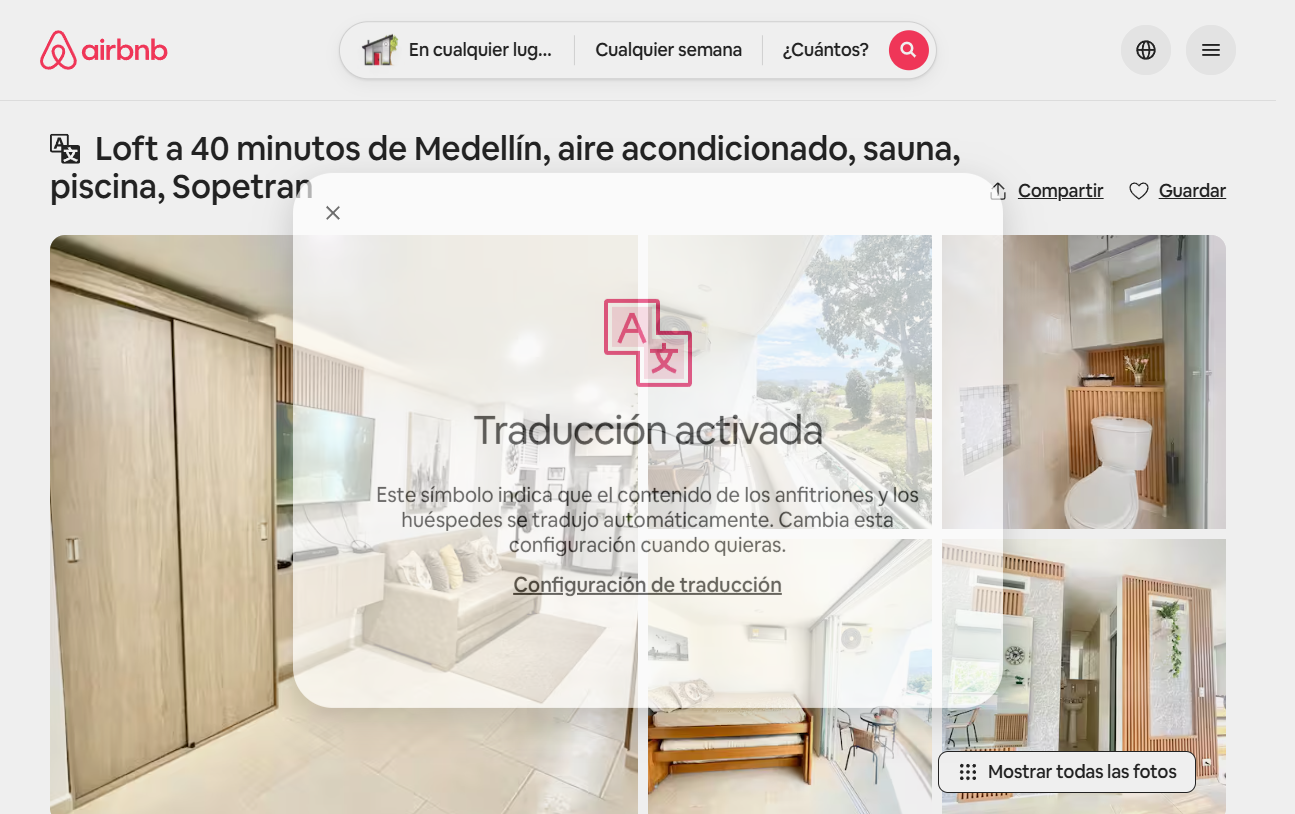 airbnb
En cualquier lug...
Cualquier semana
¿Cuántos?
Loft a 40 minutos de Medellín, aire acondicionado, sauna,
piscina, Sopetran
Compartir
Guardar
A
文
Traducción activada
Este símbolo indica que el contenido de los anfitriones y los
huéspedes se tradujo automáticamente. Cambia esta
configuración cuando quieras.
Configuración de traducción
Mostrar todas las fotos